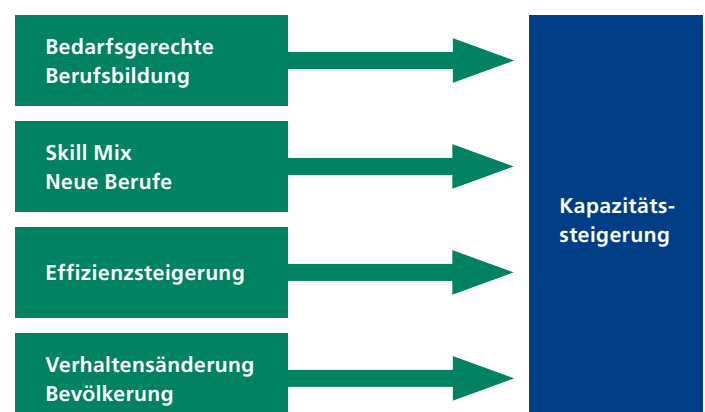 Bedarfsgerechte
Berufsbildung
Skill Mix
Neue Berufe
Effizienzsteigerung
Verhaltensänderung
Bevölkerung
Kapazitäts-
steigerung